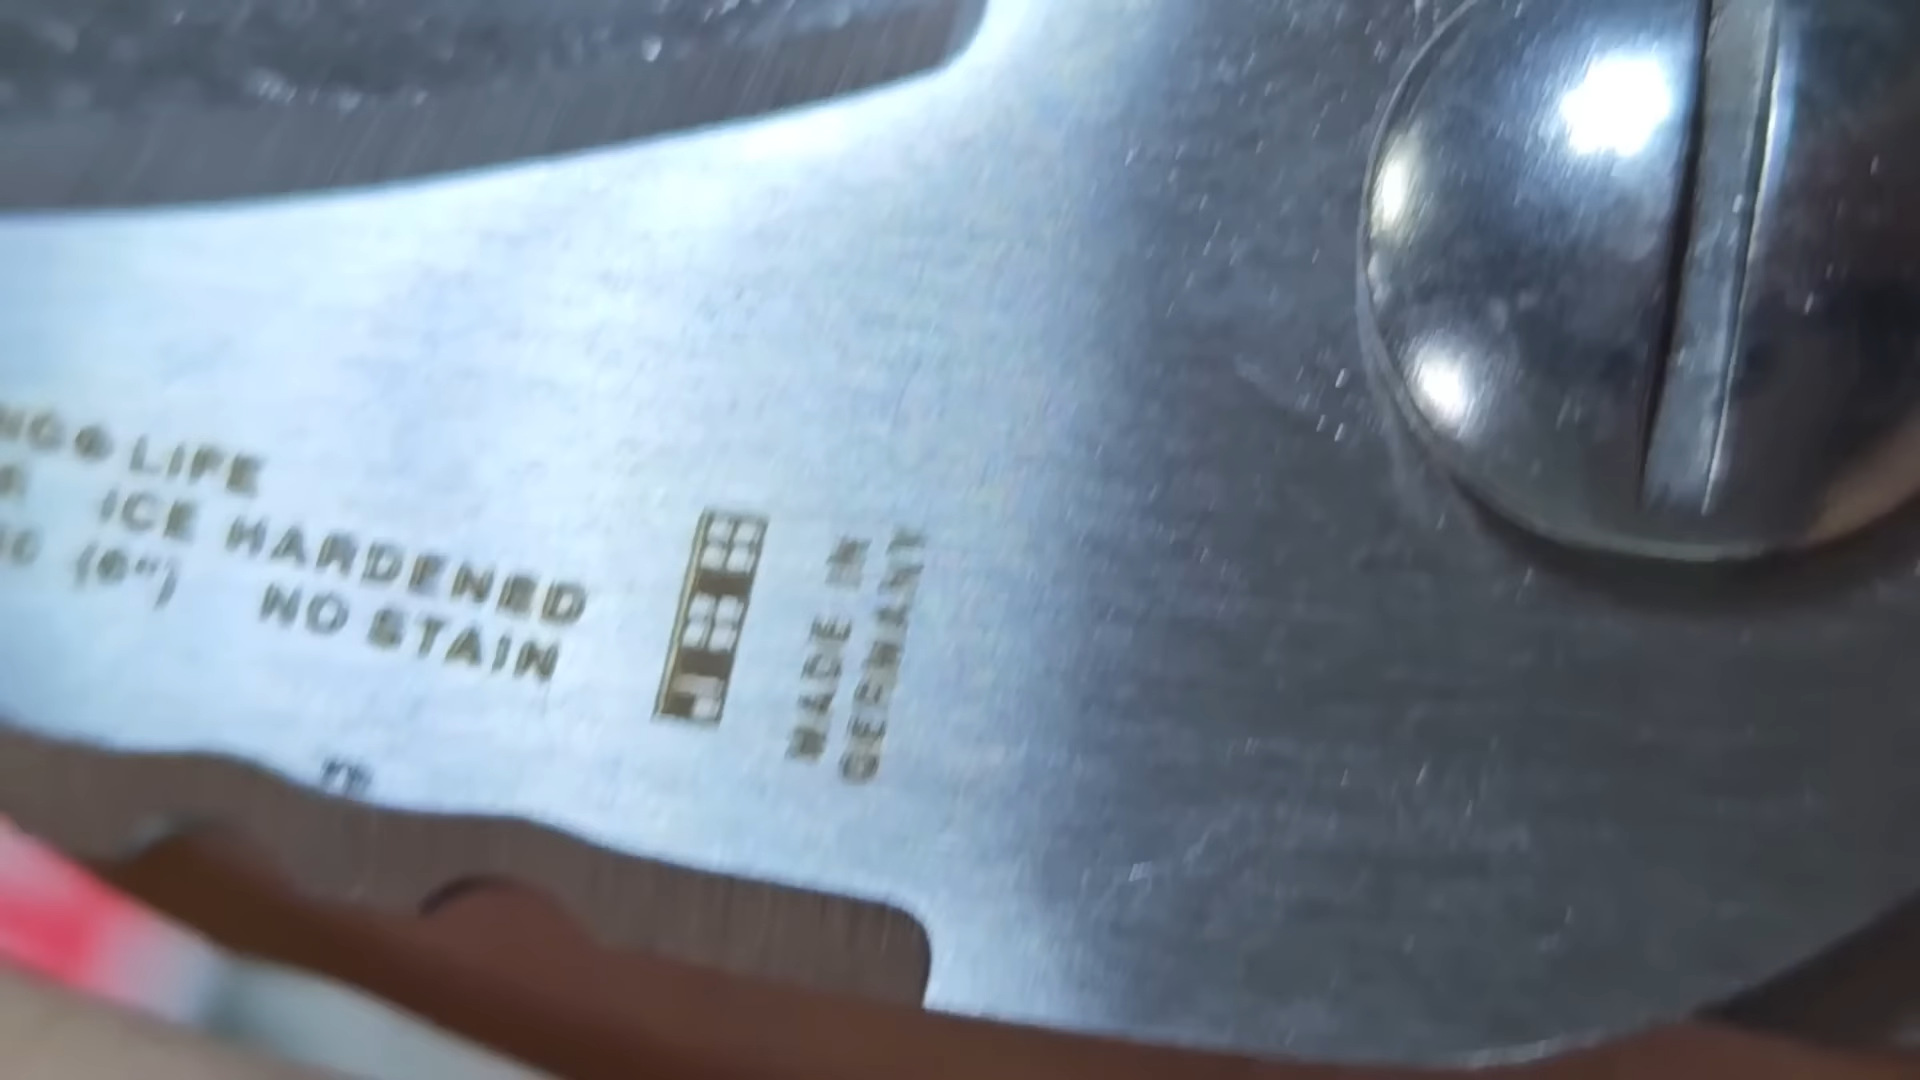 LIFE
ICE HARDENED
(6")  NO STAIN
MADE IN
GERMANY